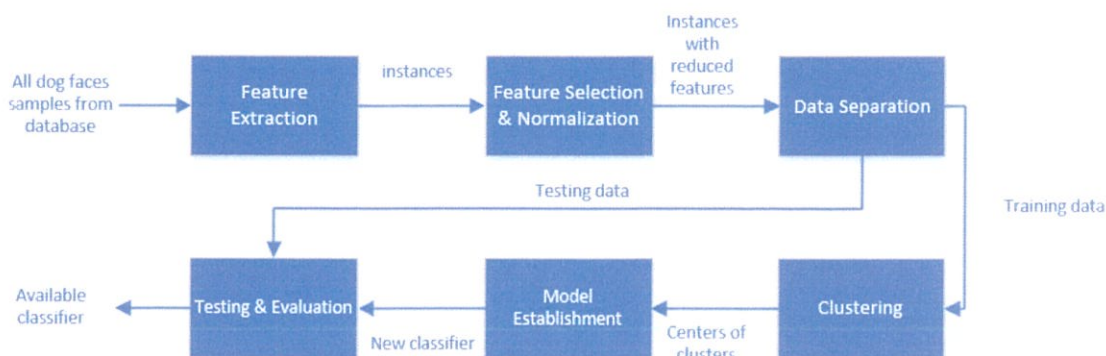 All dog faces
samples from
database
Feature
Extraction
instances
Feature Selection
& Normalization
Instances
with
reduced
features
Data Separation
Testing data
Training data
Available
classifier
Testing & Evaluation
New classifier
Model
Establishment
Centers of
clusters
Clustering